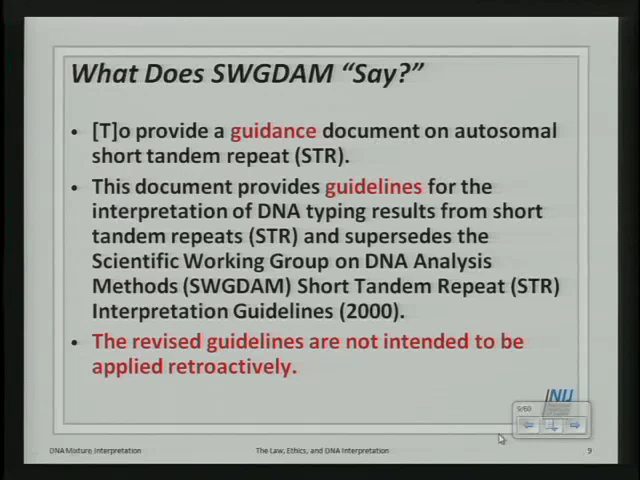 What Does SWGDAM “Say?”
• [T]o provide a guidance document on autosomal
short tandem repeat (STR).
• This document provides guidelines for the
interpretation of DNA typing results from short
tandem repeats (STR) and supersedes the
Scientific Working Group on DNA Analysis
Methods (SWGDAM) Short Tandem Repeat (STR)
Interpretation Guidelines (2000).
• The revised guidelines are not intended to be
applied retroactively.
NIJ
9/60
DNA Mixture Interpretation
The Law, Ethics, and DNA Interpretation
9